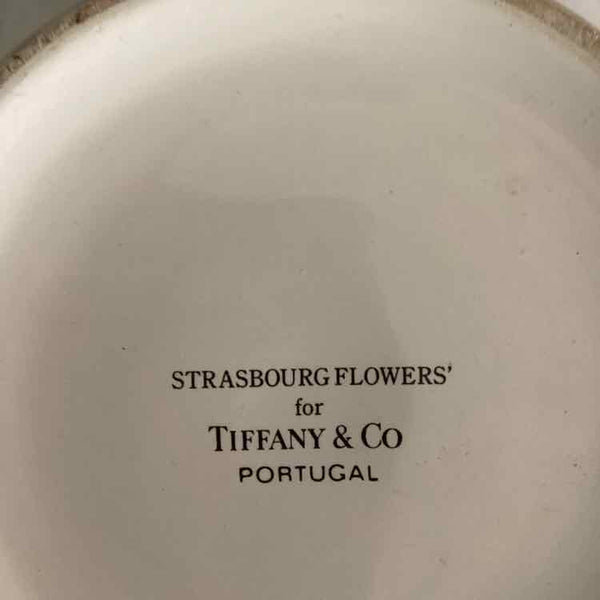 STRASBOURG FLOWERS'
for
TIFFANY & CO
PORTUGAL